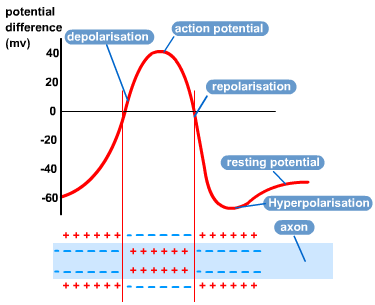 potential
difference
(mv)
depolarisation
action potential
40
20
0
-20
-40
-60
repolarisation
resting potential
Hyperpolarisation
axon
++++++ – – – – – – ++++++
– – – – – – ++++++ – – – – – –
– – – – – – ++++++ – – – – – –
++++++ – – – – – – ++++++